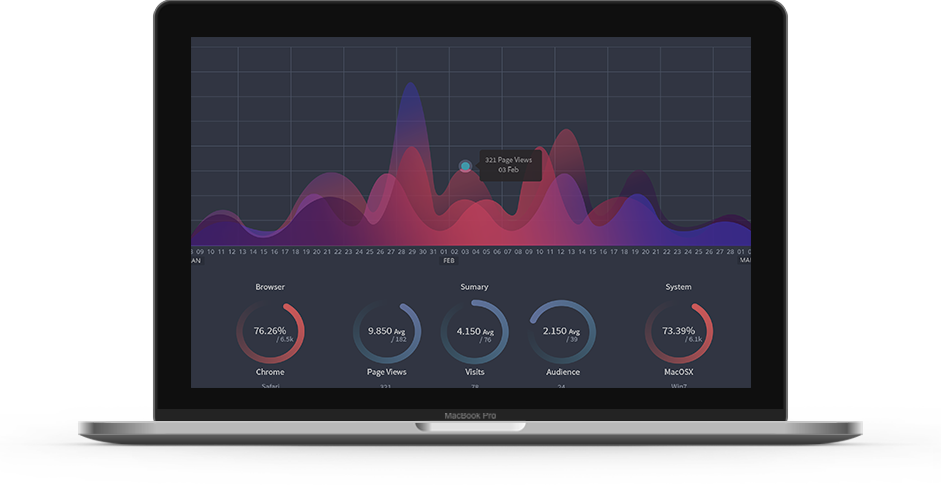 321 Page Views
03 Feb
09 10 11 12 13 14 15 16 17 18 19 20 21 22 23 24 25 26 27 28 29 30 31 01 02 03 04 05 06 07 08 09 10 11 12 13 14 15 16 17 18 19 20 21 22 23 24 25 26 27 28 01
AN FEB MA
Browser Sumary System
76.26% 9.850 Avg 4.150 Avg 2.150 Avg 73.39%
/ 6.5k / 182 / 76 / 39 / 6.1k
Chrome Page Views Visits Audience MacOSX
Safari 321 78 24 Win7
MacBook Pro